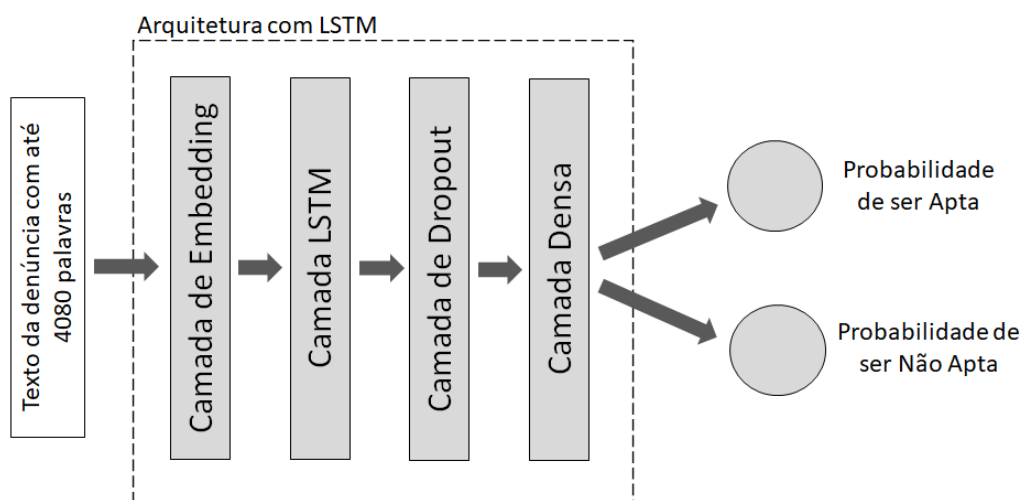 Arquitetura com LSTM
Texto da denúncia com até
4080 palavras
Camada de Embedding
Camada LSTM
Camada de Dropout
Camada Densa
Probabilidade
de ser Apta
Probabilidade de
ser Não Apta